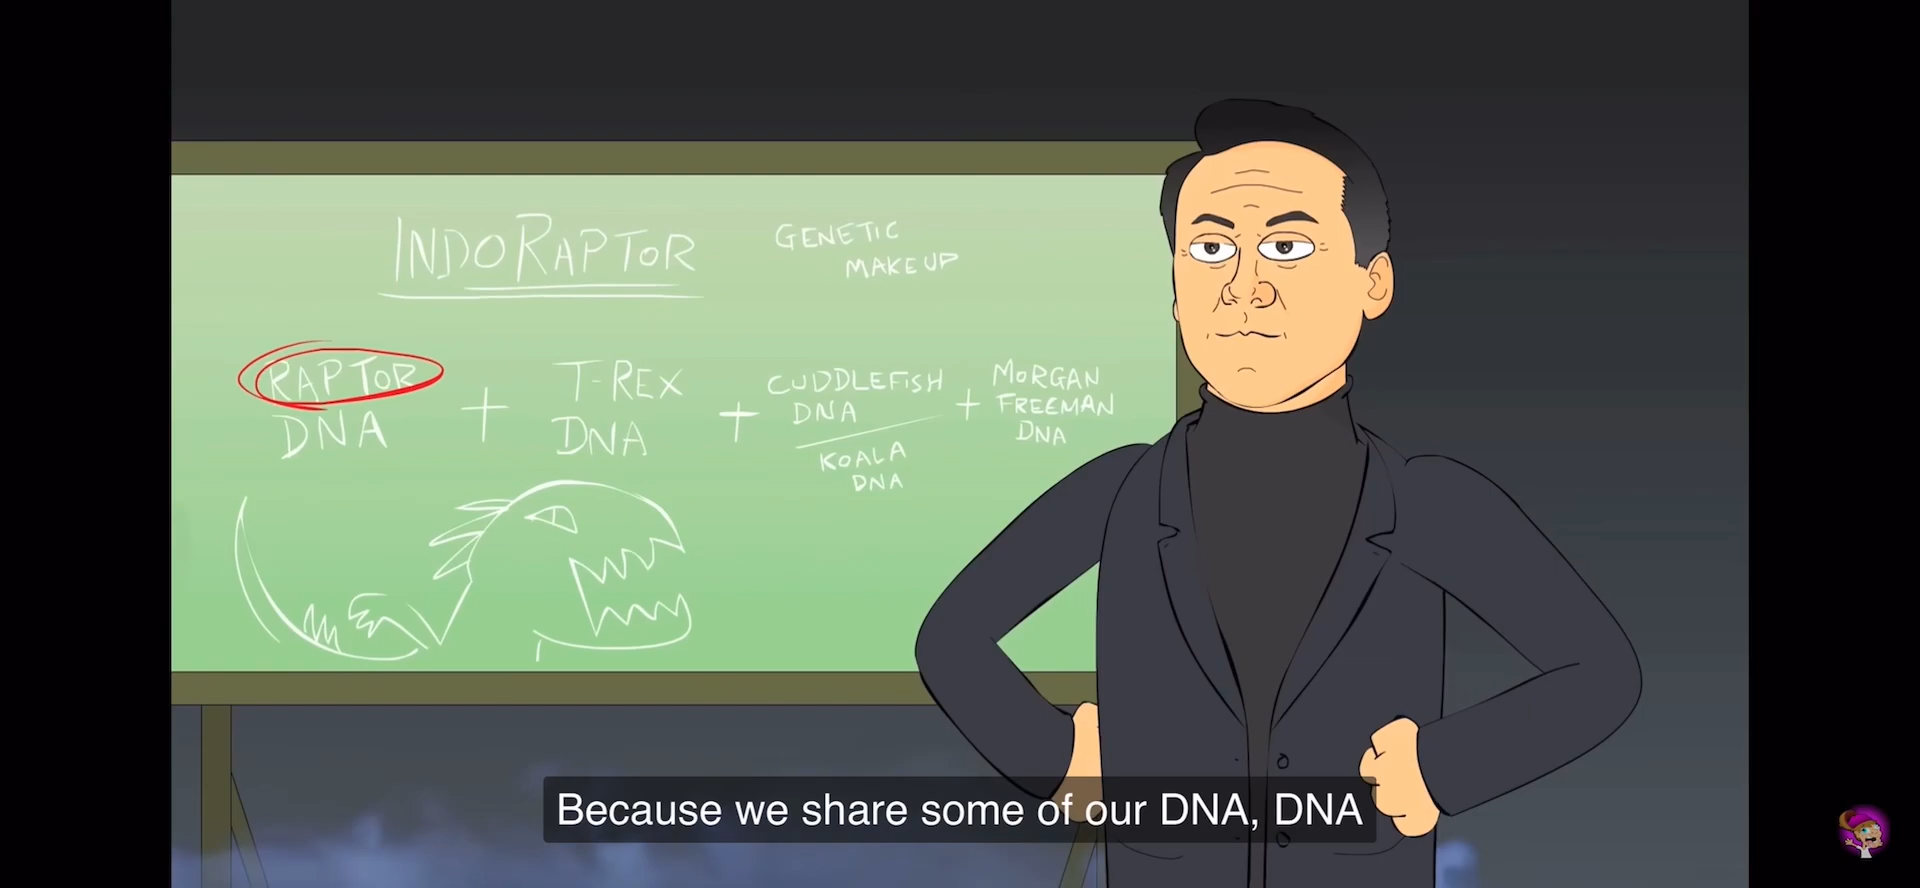 INDORAPTOR
GENETIC
MAKEUP
RAPTOR
DNA
+
T-REX
DNA
+
CUDDLEFISH
DNA
KOALA
DNA
+
MORGAN
FREEMAN
DNA
Because we share some of our DNA, DNA